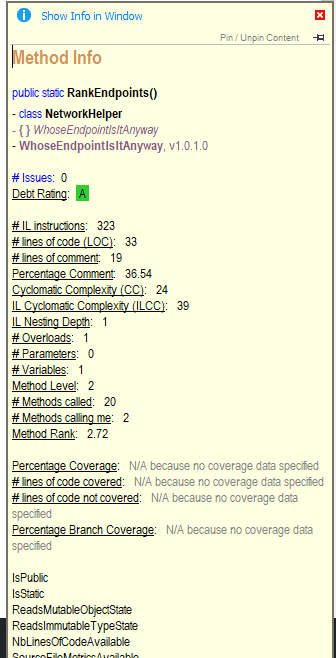 Show Info in Window
Pin / Unpin Content
Method Info
public static RankEndpoints()
- class NetworkHelper
- { } WhoseEndpointIsItAnyway
- WhoseEndpointIsItAnyway, v1.0.1.0
# Issues: 0
Debt Rating: A
# IL instructions: 323
# lines of code (LOC): 33
# lines of comment: 19
Percentage Comment: 36.54
Cyclomatic Complexity (CC): 24
IL Cyclomatic Complexity (ILCC): 39
IL Nesting Depth: 1
# Overloads: 1
# Parameters: 0
# Variables: 1
Method Level: 2
# Methods called: 20
# Methods calling me: 2
Method Rank: 2.72
Percentage Coverage: N/A because no coverage data specified
# lines of code covered: N/A because no coverage data specified
# lines of code not covered: N/A because no coverage data
specified
Percentage Branch Coverage: N/A because no coverage data
specified
IsPublic
IsStatic
ReadsMutableObjectState
ReadsImmutableTypeState
NbLinesOfCodeAvailable
SourceFileMetricsAvailable